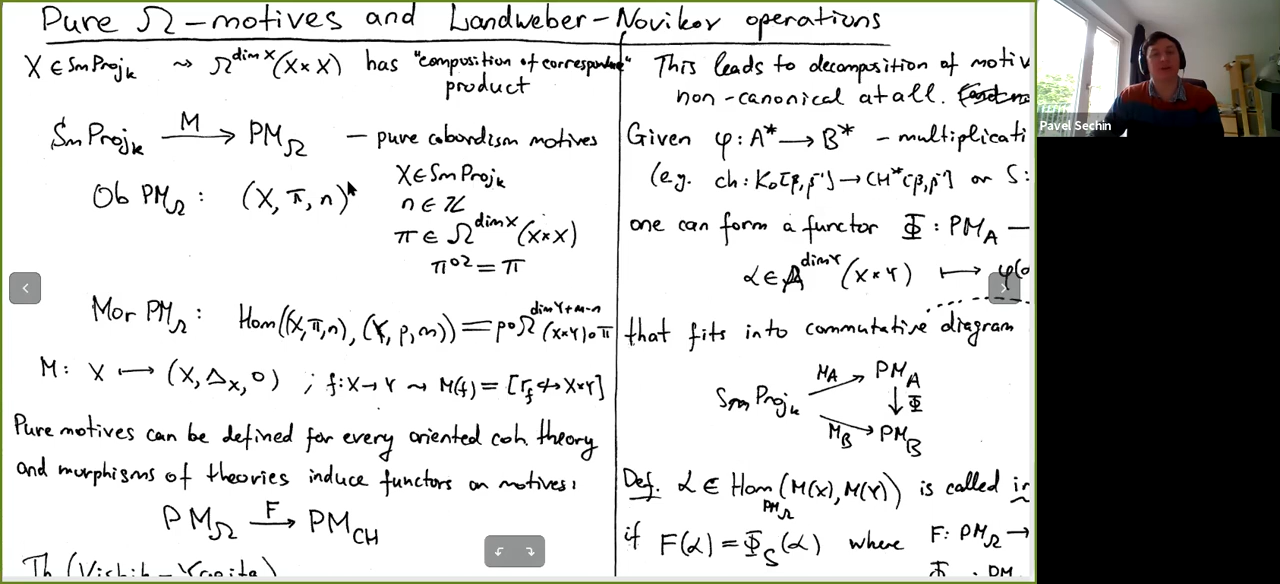 Pure Ω-motives and Landweber-Novikov operations
X ∈ SmProj_k ⇝ Ω^{dim X}(X×X) has "composition of correspondence"
product
SmProj_k —M→ PM_Ω — pure cobordism motives
Ob PM_Ω : (X, π, n)
X ∈ SmProj_k
n ∈ ℤ
π ∈ Ω^{dim X}(X×X)
π^{∘2} = π
Mor PM_Ω : Hom((X,π,n), (Y,p,m)) = p∘Ω^{dim Y+m-n}(X×Y)∘π
M: X ⟼ (X, Δ_X, 0) ; f: X→Y ⇝ M(f) = [Γ_f ↪ X×Y]
Pure motives can be defined for every oriented coh. theory
and morphisms of theories induce functors on motives:
PM_Ω —F→ PM_CH
Th (Vishik-Yagita)
This leads to decomposition of motiv
non-canonical at all.
Given φ: A* → B* - multiplicati
(e.g. ch: K_0[β,β^{-1}] → CH*[β,β^{-1}] or S:
one can form a functor Φ : PM_A —
α ∈ A^{dim Y}(X×Y) ⟼ φ(α
that fits into commutative diagram
M_A PM_A
SmProj_k ↓Φ
M_B PM_B
Def. α ∈ Hom_{PM_Ω}(M(X), M(Y)) is called in
if F(α) = Φ_S(α) where F: PM_Ω →
Pavel Sechin